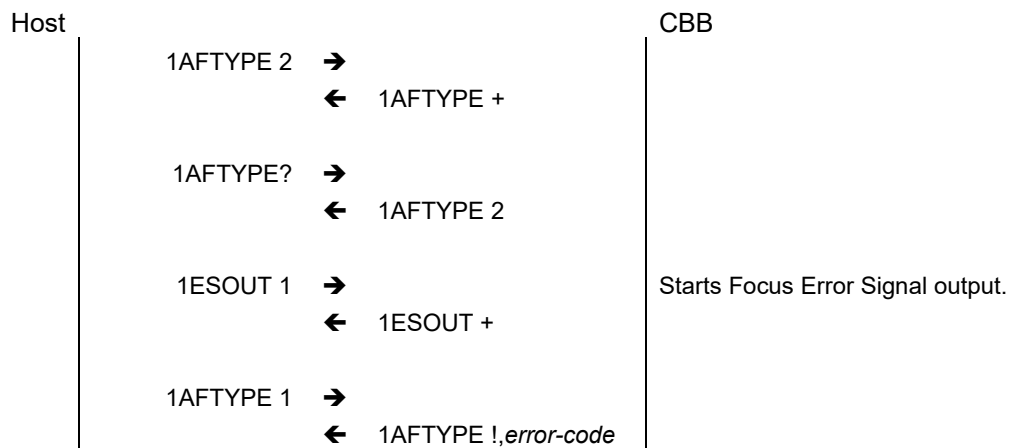 Host CBB
1AFTYPE 2 ➔
🡰 1AFTYPE +
1AFTYPE? ➔
🡰 1AFTYPE 2
1ESOUT 1 ➔ Starts Focus Error Signal output.
🡰 1ESOUT +
1AFTYPE 1 ➔
🡰 1AFTYPE !,error-code